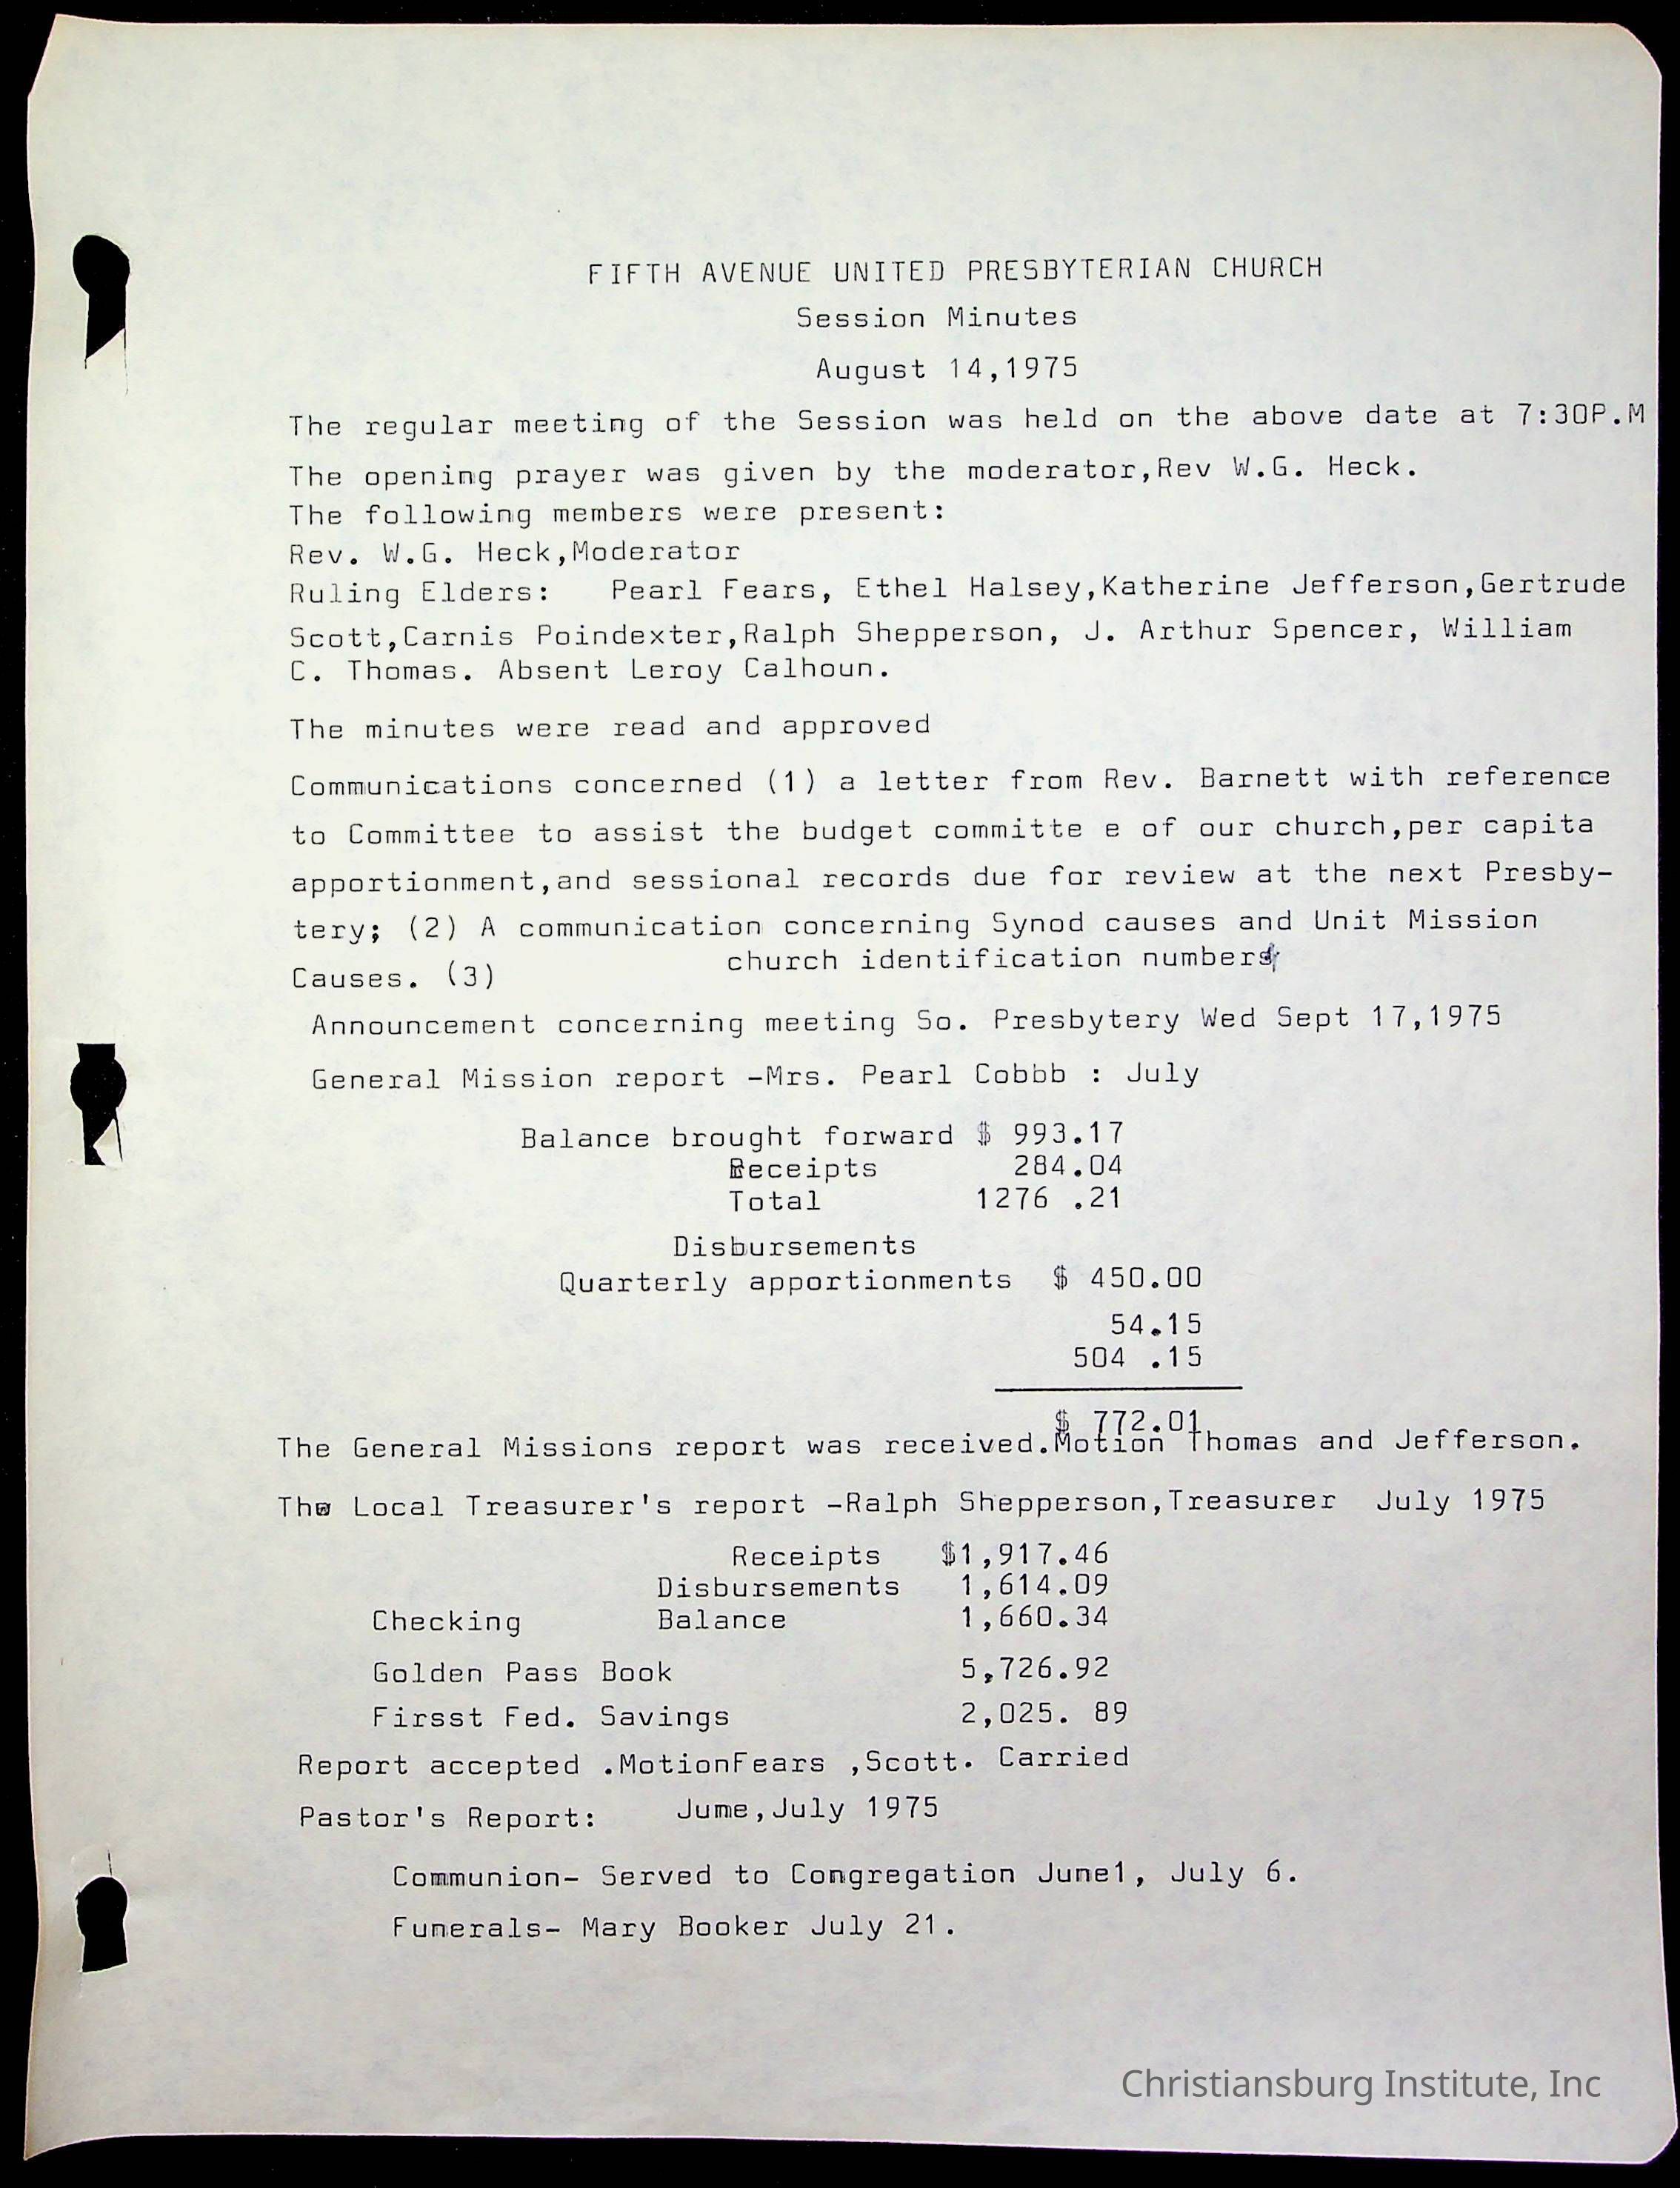 FIFTH AVENUE UNITED PRESBYTERIAN CHURCH
Session Minutes
August 14,1975
The regular meeting of the Session was held on the above date at 7:30P.M
The opening prayer was given by the moderator,Rev W.G. Heck.
The following members were present:
Rev. W.G. Heck,Moderator
Ruling Elders: Pearl Fears, Ethel Halsey,Katherine Jefferson,Gertrude
Scott,Carnis Poindexter,Ralph Shepperson, J. Arthur Spencer, William
C. Thomas. Absent Leroy Calhoun.
The minutes were read and approved
Communications concerned (1) a letter from Rev. Barnett with reference
to Committee to assist the budget committe e of our church,per capita
apportionment,and sessional records due for review at the next Presby-
tery; (2) A communication concerning Synod causes and Unit Mission
Causes. (3) church identification numbers
Announcement concerning meeting So. Presbytery Wed Sept 17,1975
General Mission report -Mrs. Pearl Cobbb : July
Balance brought forward $ 993.17
Receipts 284.04
Total 1276 .21
Disbursements
Quarterly apportionments $ 450.00
54.15
504 .15
$ 772.01
The General Missions report was received.Motion Thomas and Jefferson.
The Local Treasurer's report -Ralph Shepperson,Treasurer July 1975
Receipts $1,917.46
Disbursements 1,614.09
Checking Balance 1,660.34
Golden Pass Book 5,726.92
Firsst Fed. Savings 2,025. 89
Report accepted .MotionFears ,Scott. Carried
Pastor's Report: Jume,July 1975
Communion- Served to Congregation June1, July 6.
Funerals- Mary Booker July 21.
Christiansburg Institute, Inc